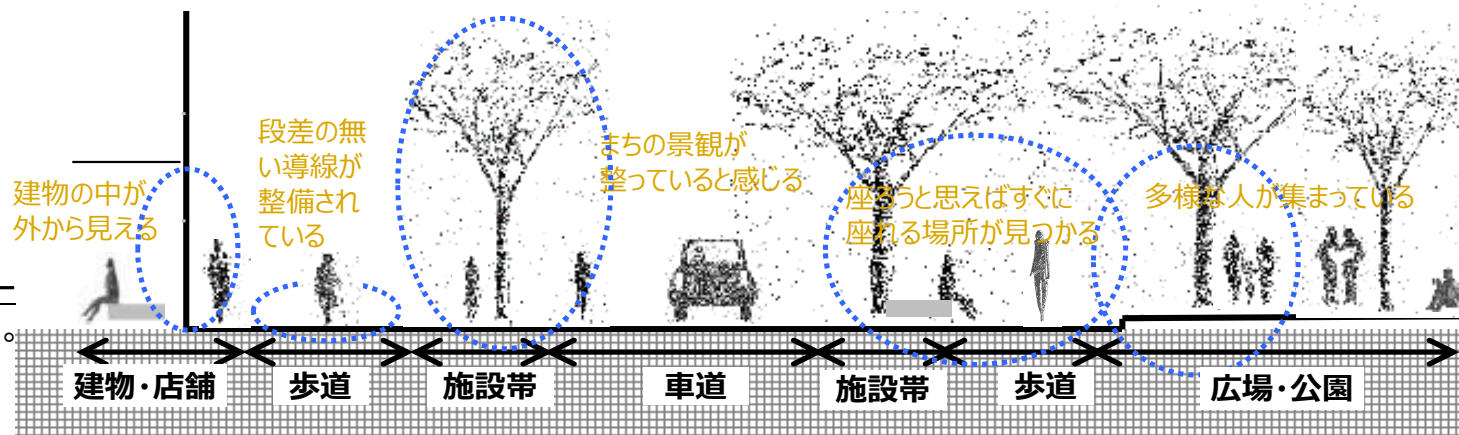 建物の中が
外から見える
段差の無
い導線が
整備され
ている
まちの景観が
整っていると感じる
座ろうと思えばすぐに
座れる場所が見つかる
多様な人が集まっている
。
建物・店舗
歩道
施設帯
車道
施設帯
歩道
広場・公園